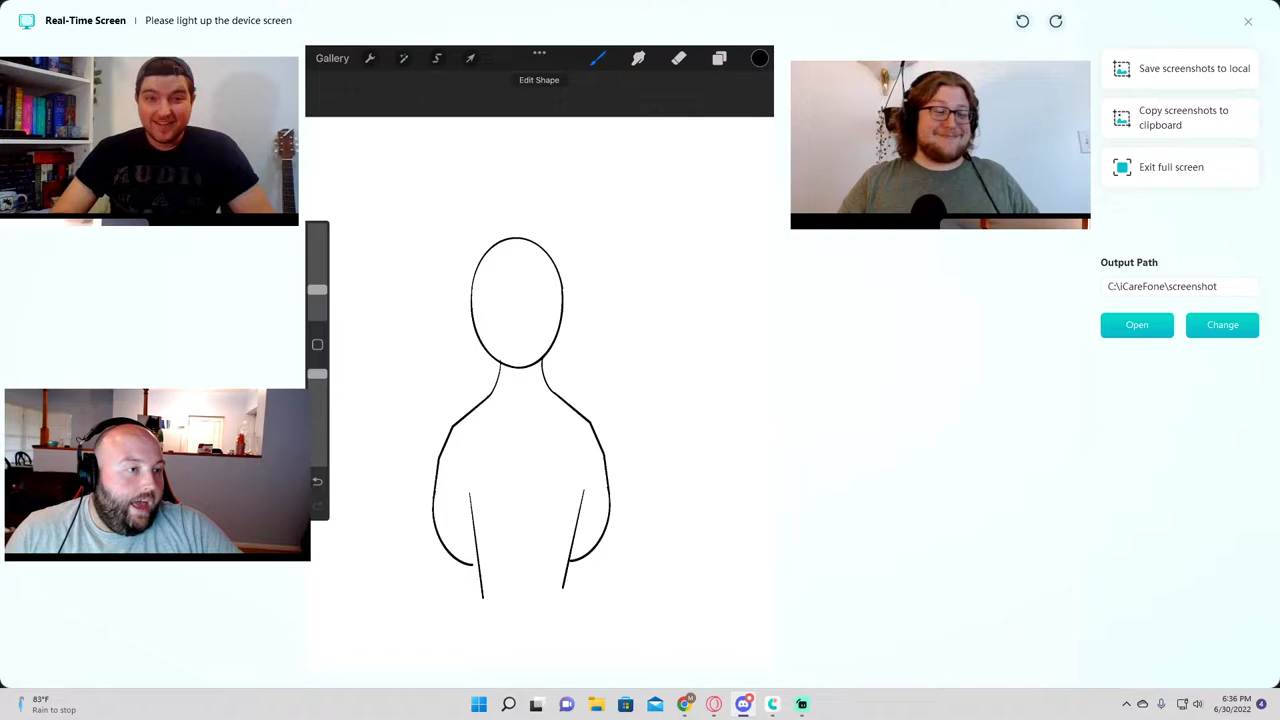 Real-Time Screen | Please light up the device screen
Gallery
Edit Shape
AUDIO
Save screenshots to local
Copy screenshots to
clipboard
Exit full screen
Output Path
C:\iCareFone\screenshot
Open
Change
83°F
Rain to stop
6:36 PM
6/30/2022
4